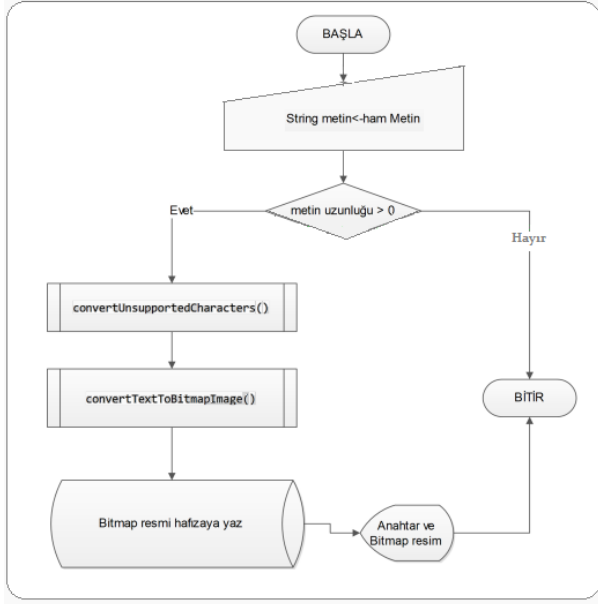 BAŞLA
String metin<-ham Metin
metin uzunluğu > 0
Evet
Hayır
convertUnsupportedCharacters()
convertTextToBitmapImage()
BİTİR
Bitmap resmi hafızaya yaz
Anahtar ve
Bitmap resim